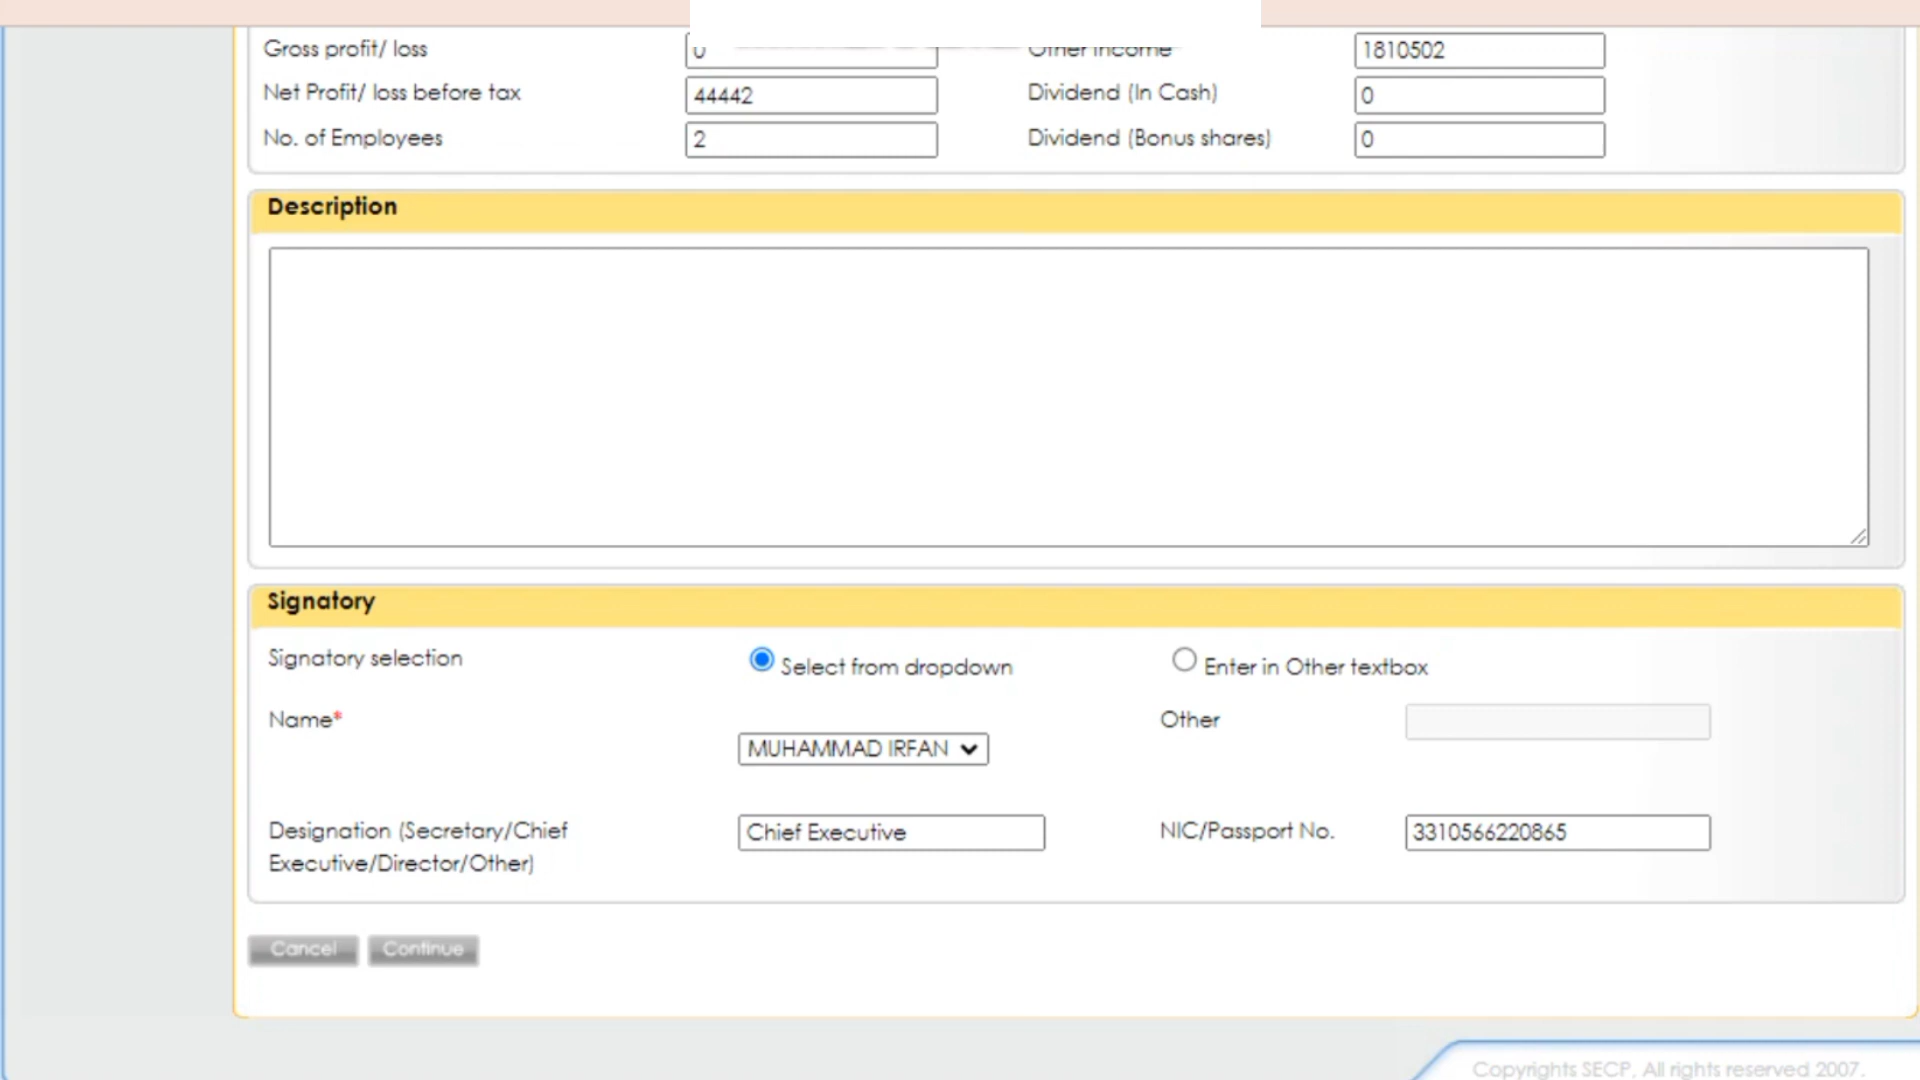 Gross profit/ loss 0 Other Income 1810502
Net Profit/ loss before tax 44442 Dividend (In Cash) 0
No. of Employees 2 Dividend (Bonus shares) 0
Description
Signatory
Signatory selection Select from dropdown Enter in Other textbox
Name* Other
MUHAMMAD IRFAN
Designation (Secretary/Chief Chief Executive NIC/Passport No. 3310566220865
Executive/Director/Other)
Cancel Continue
Copyrights SECP, All rights reserved 2007.